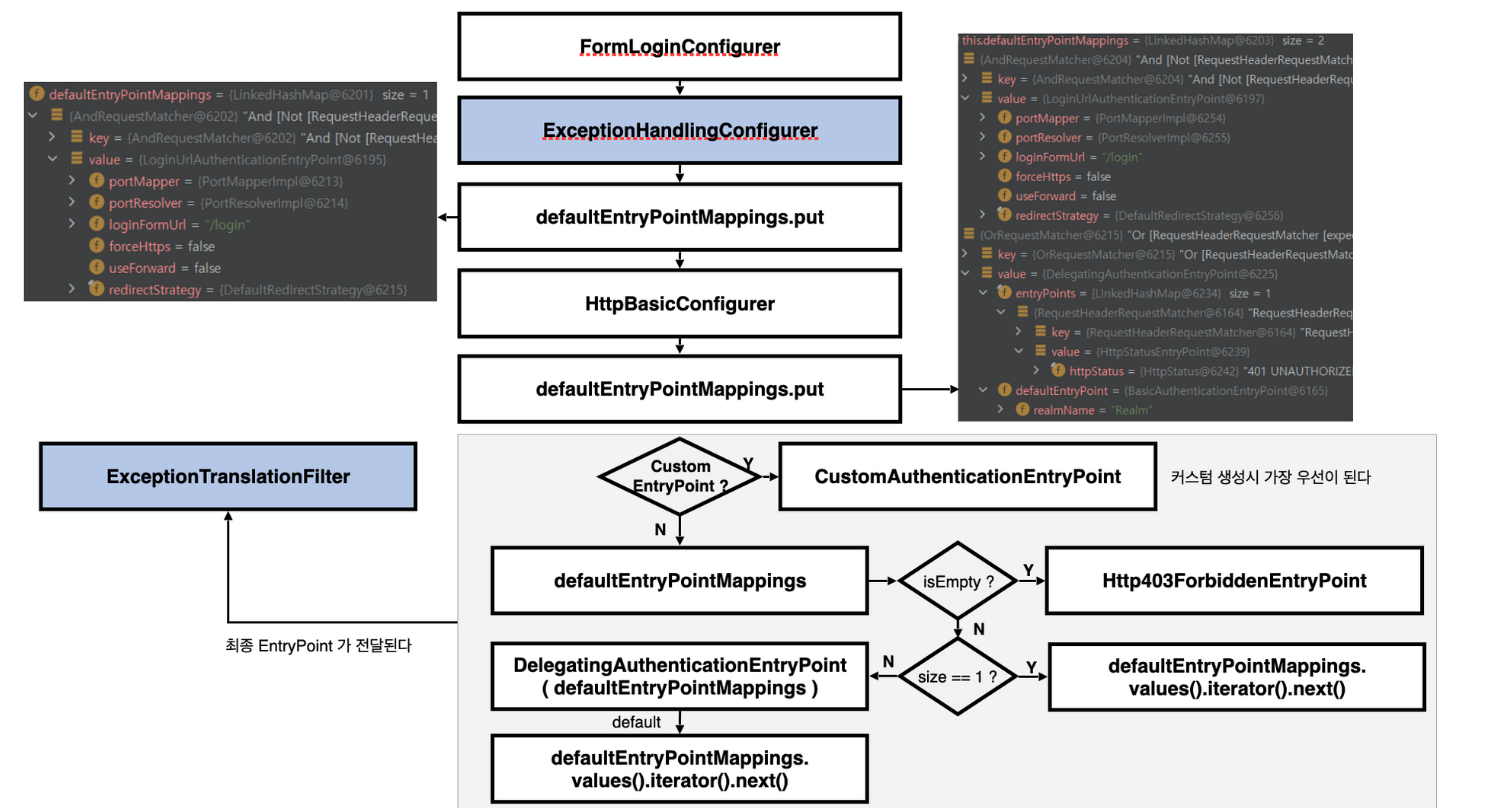 FormLoginConfigurer
ExceptionHandlingConfigurer
defaultEntryPointMappings.put
HttpBasicConfigurer
defaultEntryPointMappings.put
defaultEntryPointMappings = {LinkedHashMap@6201} size = 1
{AndRequestMatcher@6202} "And [Not [RequestHeaderReque
key = {AndRequestMatcher@6202} "And [Not [RequestHea
value = {LoginUrlAuthenticationEntryPoint@6195}
portMapper = {PortMapperImpl@6213}
portResolver = {PortResolverImpl@6214}
loginFormUrl = "/login"
forceHttps = false
useForward = false
redirectStrategy = {DefaultRedirectStrategy@6215}
this.defaultEntryPointMappings = {LinkedHashMap@6203} size = 2
{AndRequestMatcher@6204} "And [Not [RequestHeaderRequestMatch
key = {AndRequestMatcher@6204} "And [Not [RequestHeaderRequ
value = {LoginUrlAuthenticationEntryPoint@6197}
portMapper = {PortMapperImpl@6254}
portResolver = {PortResolverImpl@6255}
loginFormUrl = "/login"
forceHttps = false
useForward = false
redirectStrategy = {DefaultRedirectStrategy@6256}
{OrRequestMatcher@6215} "Or [RequestHeaderRequestMatcher [expe
key = {OrRequestMatcher@6215} "Or [RequestHeaderRequestMatc
value = {DelegatingAuthenticationEntryPoint@6225}
entryPoints = {LinkedHashMap@6234} size = 1
{RequestHeaderRequestMatcher@6164} "RequestHeaderReq
key = {RequestHeaderRequestMatcher@6164} "RequestH
value = {HttpStatusEntryPoint@6239}
httpStatus = {HttpStatus@6242} "401 UNAUTHORIZE
defaultEntryPoint = {BasicAuthenticationEntryPoint@6165}
realmName = "Realm"
ExceptionTranslationFilter
최종 EntryPoint 가 전달된다
Custom
EntryPoint ?
Y
CustomAuthenticationEntryPoint
커스텀 생성시 가장 우선이 된다
N
defaultEntryPointMappings
isEmpty ?
Y
Http403ForbiddenEntryPoint
N
DelegatingAuthenticationEntryPoint
( defaultEntryPointMappings )
N
size == 1 ?
Y
defaultEntryPointMappings.
values().iterator().next()
default
defaultEntryPointMappings.
values().iterator().next()